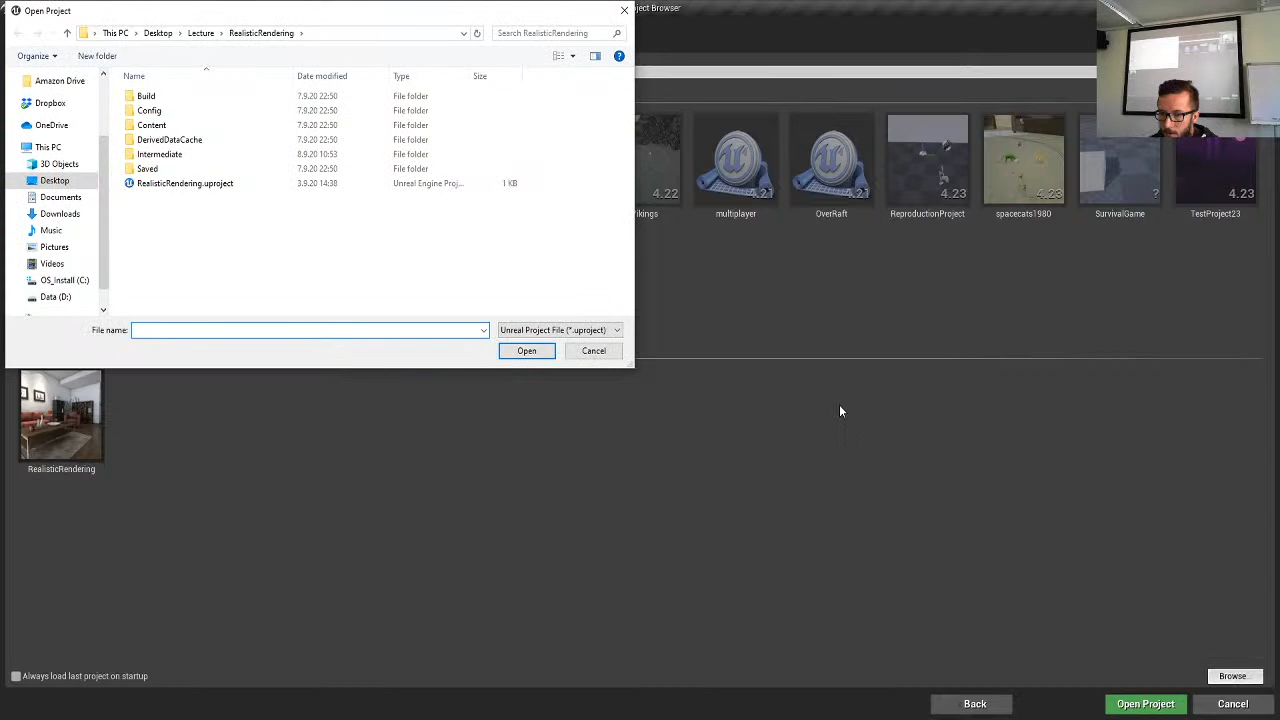 Open Project
Project Browser
This PC > Desktop > Lecture > RealisticRendering >
Search RealisticRendering
Organize
New folder
Name
Date modified
Type
Size
Amazon Drive
Dropbox
OneDrive
This PC
3D Objects
Desktop
Documents
Downloads
Music
Pictures
Videos
OS_Install (C:)
Data (D:)
Build 7.9.20 22:50 File folder
Config 7.9.20 22:50 File folder
Content 7.9.20 22:50 File folder
DerivedDataCache 7.9.20 22:50 File folder
Intermediate 8.9.20 10:53 File folder
Saved 7.9.20 22:50 File folder
RealisticRendering.uproject 3.9.20 14:38 Unreal Engine Proj... 1 KB
File name:
Unreal Project File (*.uproject)
Open
Cancel
4.22
4.21
4.21
4.23
4.23
?
4.23
multiplayer
OverRaft
ReproductionProject
spacecats1980
SurvivalGame
TestProject23
RealisticRendering
Always load last project on startup
Browse...
Back
Open Project
Cancel